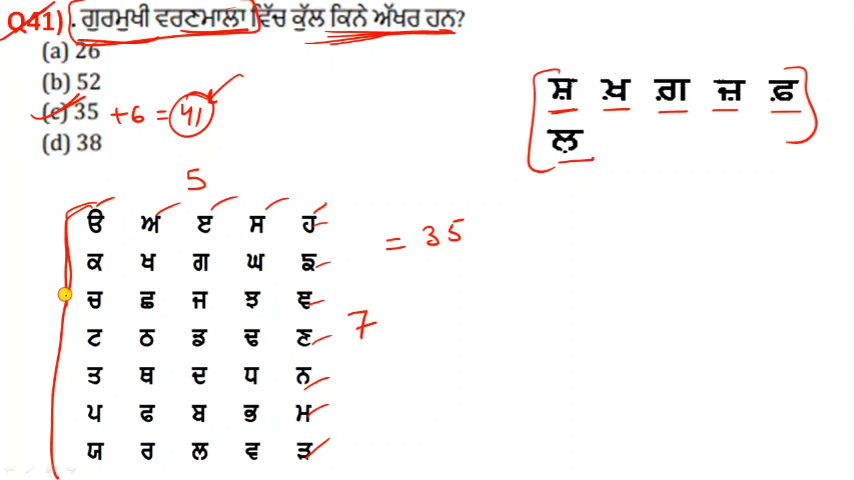 Q41) . ਗੁਰਮੁਖੀ ਵਰਣਮਾਲਾ ਵਿੱਚ ਕੁੱਲ ਕਿਨੇ ਅੱਖਰ ਹਨ?
(a) 26
(b) 52
(c) 35 +6 = 41
(d) 38
ਸ਼ ਖ਼ ਗ਼ ਜ਼ ਫ਼
ਲ਼
5
ੳ ਅ ੲ ਸ ਹ
= 35
ਕ ਖ ਗ ਘ ਙ
ਚ ਛ ਜ ਝ ਞ
7
ਟ ਠ ਡ ਢ ਣ
ਤ ਥ ਦ ਧ ਨ
ਪ ਫ ਬ ਭ ਮ
ਯ ਰ ਲ ਵ ੜ